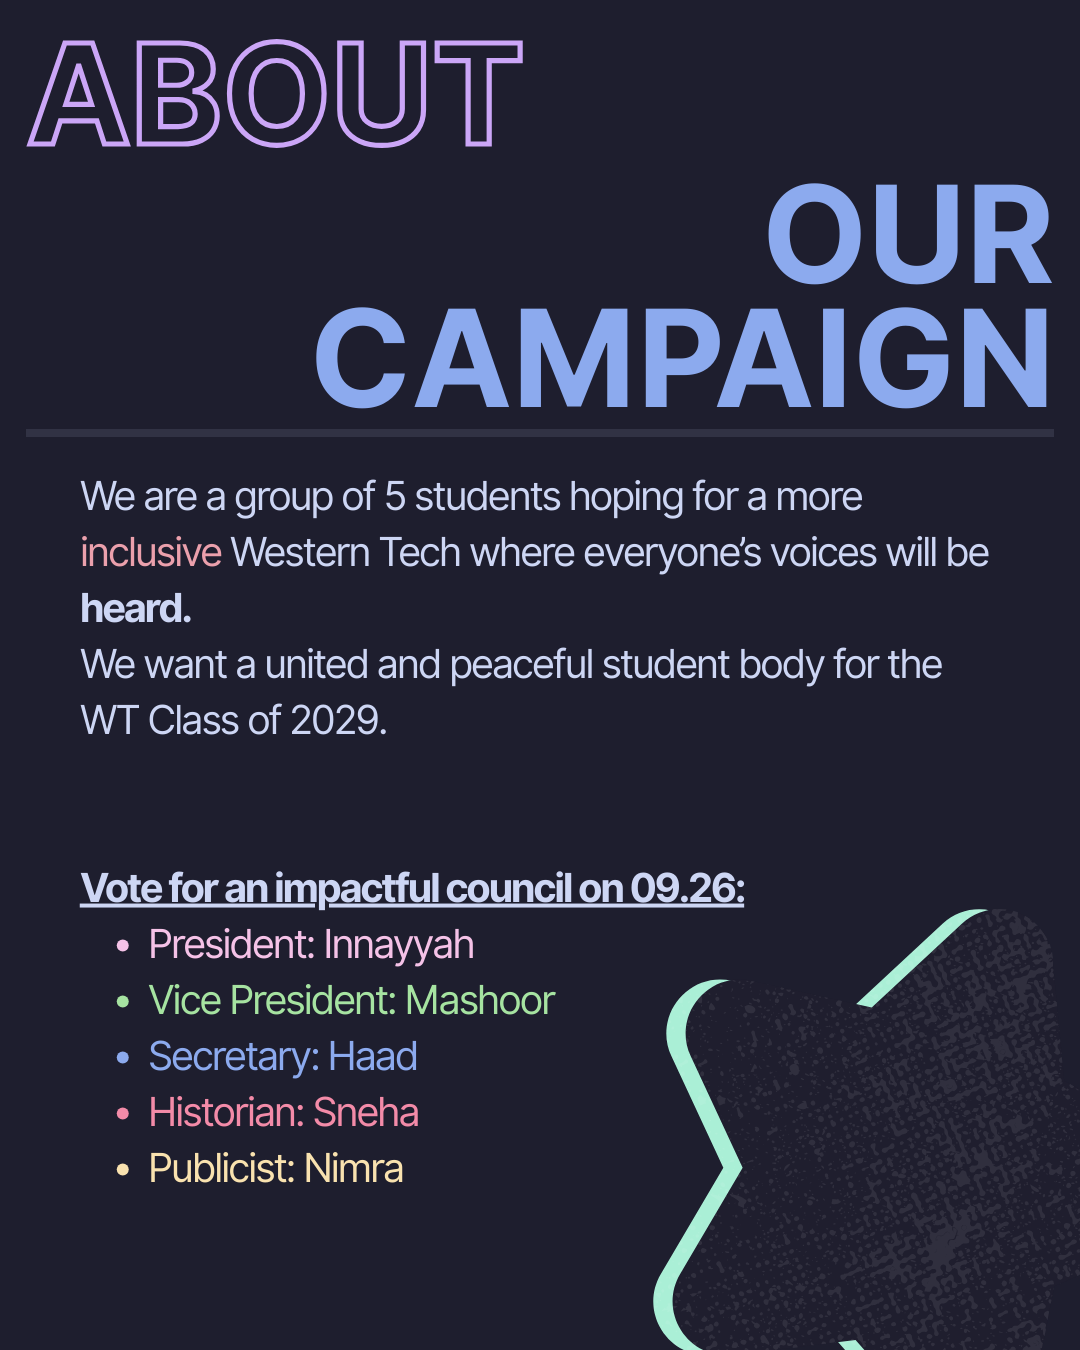 ABOUT
OUR
CAMPAIGN
We are a group of 5 students hoping for a more
inclusive Western Tech where everyone’s voices will be
heard.
We want a united and peaceful student body for the
WT Class of 2029.
Vote for an impactful council on 09.26:
• President: Innayyah
• Vice President: Mashoor
• Secretary: Haad
• Historian: Sneha
• Publicist: Nimra